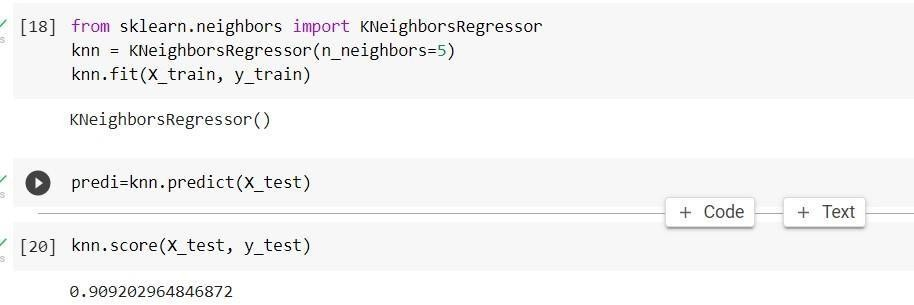 [18] from sklearn.neighbors import KNeighborsRegressor
knn = KNeighborsRegressor(n_neighbors=5)
knn.fit(X_train, y_train)
KNeighborsRegressor()
predi=knn.predict(X_test)
+ Code + Text
[20] knn.score(X_test, y_test)
0.909202964846872